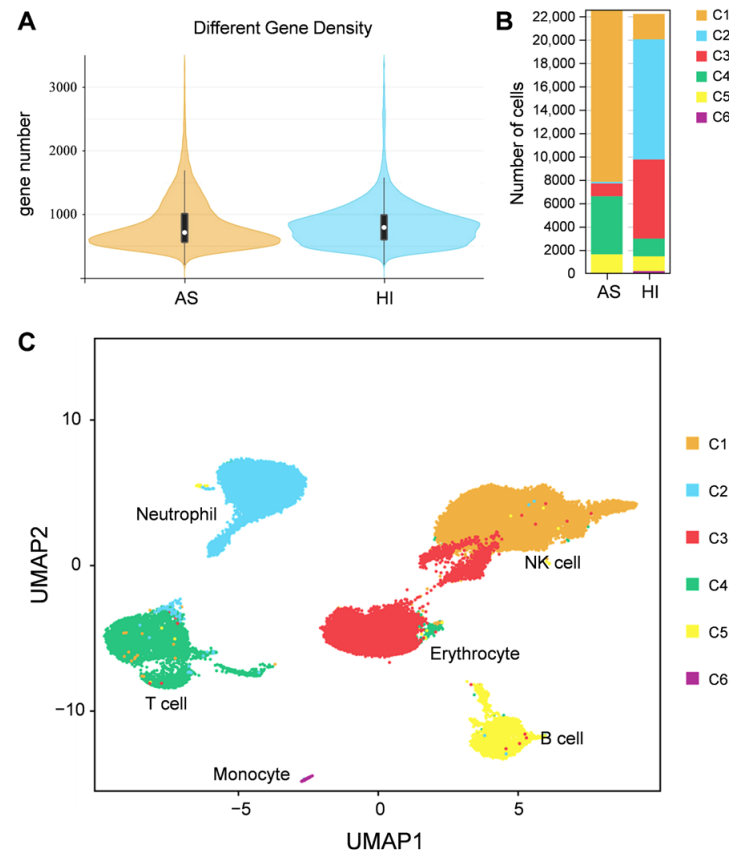 A
Different Gene Density
gene number
3000
2000
1000
AS
HI
B
Number of cells
22,000
20,000
18,000
16,000
14,000
12,000
10,000
8000
6000
4000
2000
0
AS
HI
C1
C2
C3
C4
C5
C6
C
UMAP2
10
0
−10
Neutrophil
NK cell
Erythrocyte
T cell
B cell
Monocyte
−5
0
5
UMAP1
C1
C2
C3
C4
C5
C6